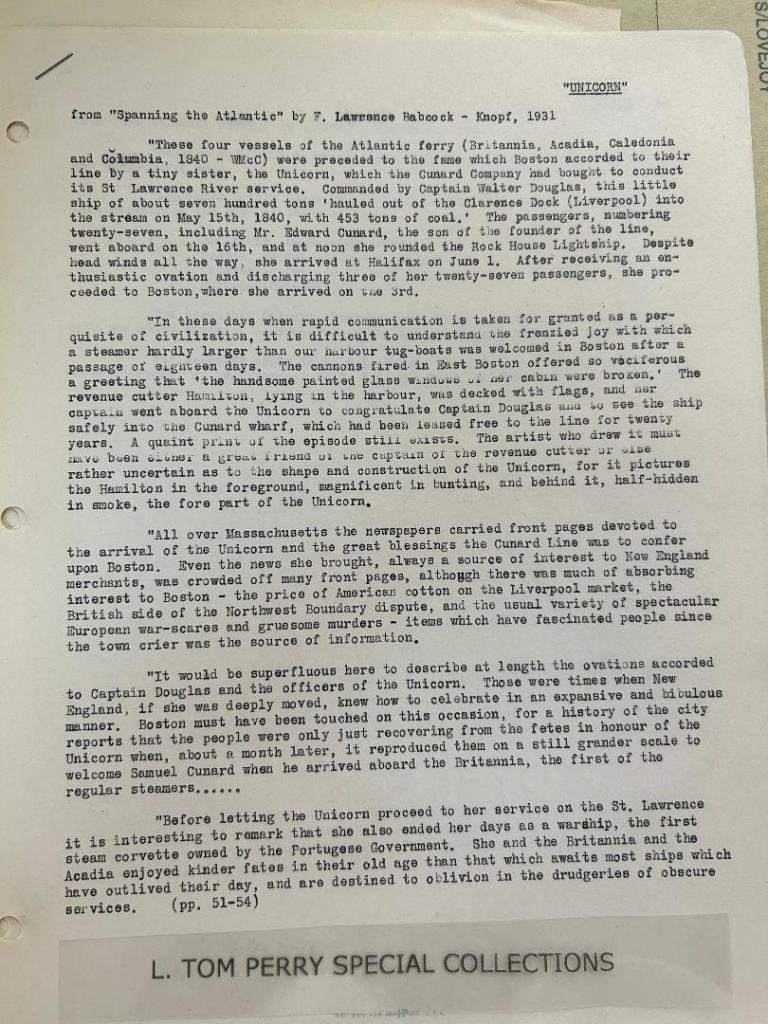 S/LOVEJOY
"UNICORN"
from "Spanning the Atlantic" by F. Lawrence Babcock - Knopf, 1931
"These four vessels of the Atlantic ferry (Britannia, Acadia, Caledonia
and Columbia, 1840 - WMcC) were preceded to the fame which Boston accorded to their
line by a tiny sister, the Unicorn, which the Cunard Company had bought to conduct
its St Lawrence River service. Commanded by Captain Walter Douglas, this little
ship of about seven hundred tons 'hauled out of the Clarence Dock (Liverpool) into
the stream on May 15th, 1840, with 453 tons of coal.' The passengers, numbering
twenty-seven, including Mr. Edward Cunard, the son of the founder of the line,
went aboard on the 16th, and at noon she rounded the Rock House Lightship. Despite
head winds all the way, she arrived at Halifax on June 1. After receiving an en-
thusiastic ovation and discharging three of her twenty-seven passengers, she pro-
ceeded to Boston,where she arrived on the 3rd.
"In these days when rapid communication is taken for granted as a per-
quisite of civilization, it is difficult to understand the frenzied joy with which
a steamer hardly larger than our harbour tug-boats was welcomed in Boston after a
passage of eighteen days. The cannons fired in East Boston offered so vociferous
a greeting that 'the handsome painted glass windows of her cabin were broken.' The
revenue cutter Hamilton, lying in the harbour, was decked with flags, and her
captain went aboard the Unicorn to congratulate Captain Douglas and to see the ship
safely into the Cunard wharf, which had been leased free to the line for twenty
years. A quaint print of the episode still exists. The artist who drew it must
have been either a great friend of the captain of the revenue cutter or else
rather uncertain as to the shape and construction of the Unicorn, for it pictures
the Hamilton in the foreground, magnificent in bunting, and behind it, half-hidden
in smoke, the fore part of the Unicorn.
"All over Massachusetts the newspapers carried front pages devoted to
the arrival of the Unicorn and the great blessings the Cunard Line was to confer
upon Boston. Even the news she brought, always a source of interest to New England
merchants, was crowded off many front pages, although there was much of absorbing
interest to Boston - the price of American cotton on the Liverpool market, the
British side of the Northwest Boundary dispute, and the usual variety of spectacular
European war-scares and gruesome murders - items which have fascinated people since
the town crier was the source of information.
"It would be superfluous here to describe at length the ovations accorded
to Captain Douglas and the officers of the Unicorn. Those were times when New
England, if she was deeply moved, knew how to celebrate in an expansive and bibulous
manner. Boston must have been touched on this occasion, for a history of the city
reports that the people were only just recovering from the fetes in honour of the
Unicorn when, about a month later, it reproduced them on a still grander scale to
welcome Samuel Cunard when he arrived aboard the Britannia, the first of the
regular steamers......
"Before letting the Unicorn proceed to her service on the St. Lawrence
it is interesting to remark that she also ended her days as a warship, the first
steam corvette owned by the Portugese Government. She and the Britannia and the
Acadia enjoyed kinder fates in their old age than that which awaits most ships which
have outlived their day, and are destined to oblivion in the drudgeries of obscure
services. (pp. 51-54)
L. TOM PERRY SPECIAL COLLECTIONS